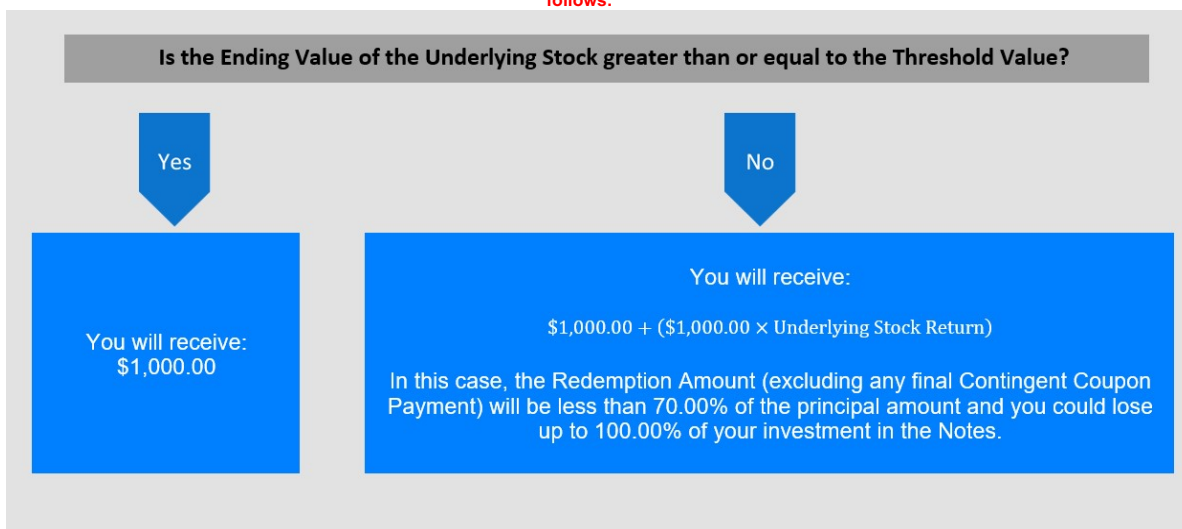 follows:
Is the Ending Value of the Underlying Stock greater than or equal to the Threshold Value?
Yes
No
You will receive:
$1,000.00
You will receive:
$1,000.00 + ($1,000.00 × Underlying Stock Return)
In this case, the Redemption Amount (excluding any final Contingent Coupon
Payment) will be less than 70.00% of the principal amount and you could lose
up to 100.00% of your investment in the Notes.